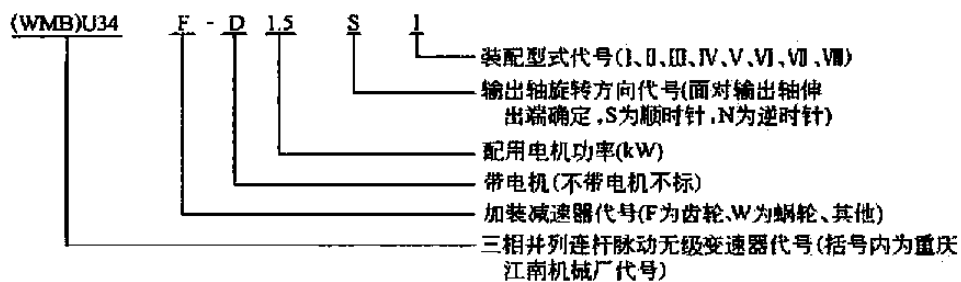 (WMB)U34 F - D 1.5 S Ⅰ
装配型式代号(Ⅰ、Ⅱ、Ⅲ、Ⅳ、Ⅴ、Ⅵ、Ⅶ、Ⅷ)
输出轴旋转方向代号(面对输出轴伸
出端确定,S为顺时针,N为逆时针)
配用电机功率(kW)
带电机(不带电机不标)
加装减速器代号(F为齿轮、W为蜗轮、其他)
三相并列连杆脉动无级变速器代号(括号内为重庆
江南机械厂代号)